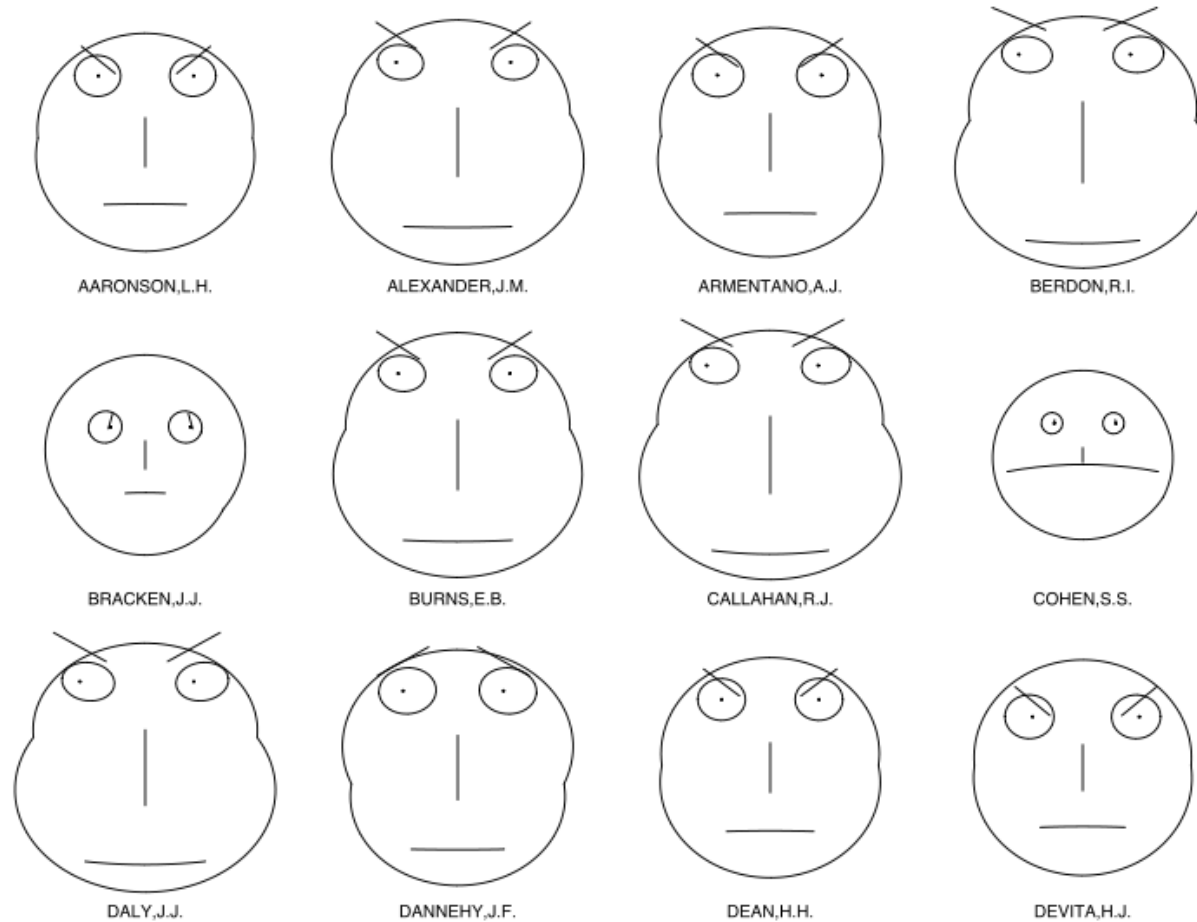 AARONSON,L.H.
ALEXANDER,J.M.
ARMENTANO,A.J.
BERDON,R.I.
BRACKEN,J.J.
BURNS,E.B.
CALLAHAN,R.J.
COHEN,S.S.
DALY,J.J.
DANNEHY,J.F.
DEAN,H.H.
DEVITA,H.J.